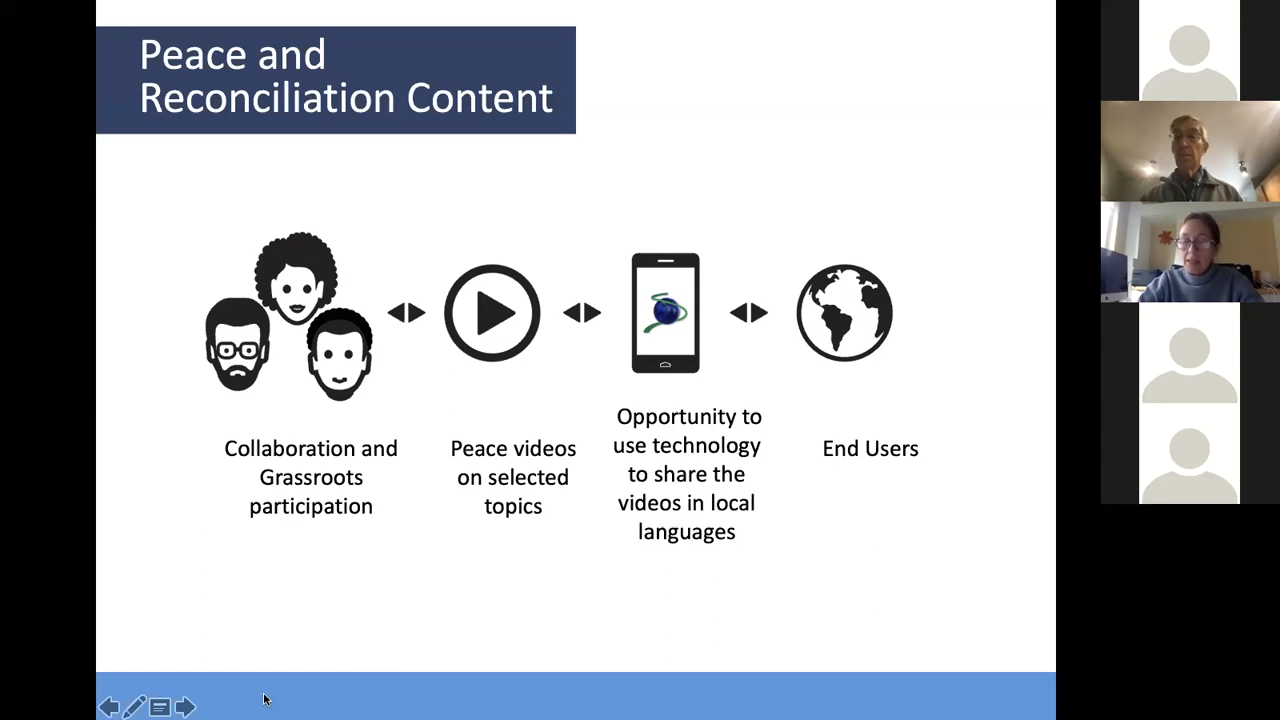 Peace and
Reconciliation Content
Collaboration and
Grassroots
participation
Peace videos
on selected
topics
Opportunity to
use technology
to share the
videos in local
languages
End Users